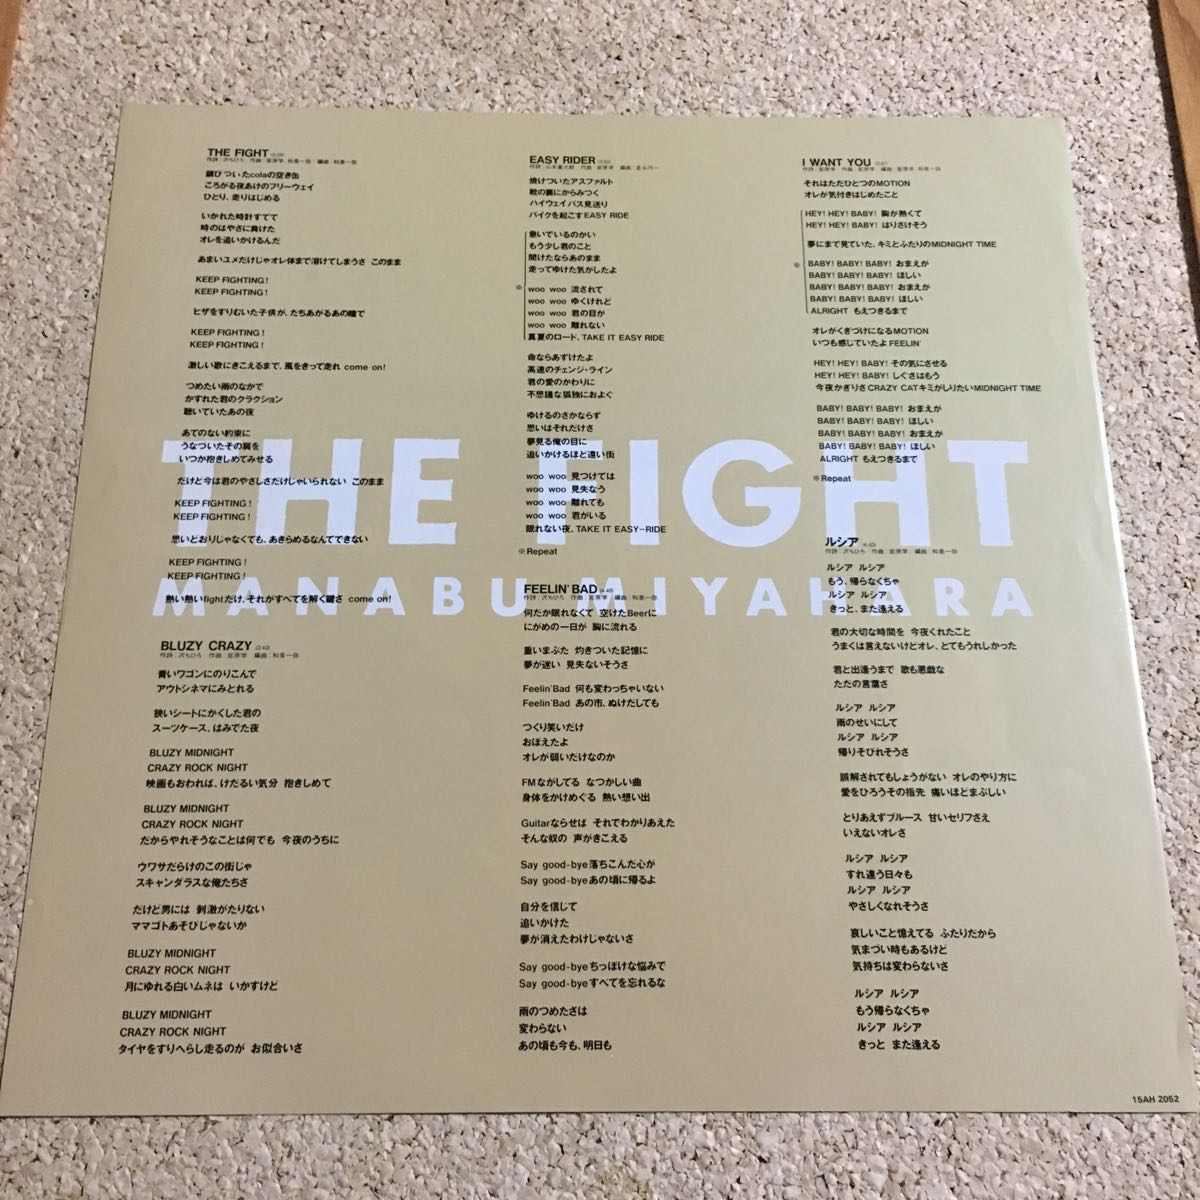 THE FIGHT
錆びついたcolaの空き缶
ころがる夜あけのフリーウェイ
ひとり、走りはじめる
いかれた時計すてて
時のはやさに負けた
オレを追いかけるんだ
あまいユメだけじゃオレ体まで溶けてしまうさ このまま
KEEP FIGHTING!
KEEP FIGHTING!
ヒザをすりむいた子供が、たちあがるあの瞳で
KEEP FIGHTING!
KEEP FIGHTING!
激しい歌にきこえるまで、風をきって走れ come on!
つめたい雨のなかで
かすれた君のクラクション
聴いていたあの夜
あてのない約束に
うなづいたその肩を
いつか抱きしめてみせる
だけど今は君のやさしさだけじゃいられない このまま
KEEP FIGHTING!
KEEP FIGHTING!
思いどおりじゃなくても、あきらめるなんてできない
KEEP FIGHTING!
KEEP FIGHTING!
熱い熱いfightだけ、それがすべてを解く鍵さ come on!
BLUZY CRAZY (3:43)
作詩:沢ちひろ 作曲:宮原学 編曲:和泉一弥
青いワゴンにのりこんで
アウトシネマにみとれる
狭いシートにかくした君の
スーツケース、はみでた夜
BLUZY MIDNIGHT
CRAZY ROCK NIGHT
映画もおわれば、けだるい気分 抱きしめて
BLUZY MIDNIGHT
CRAZY ROCK NIGHT
だからやれそうなことは何でも 今夜のうちに
ウワサだらけのこの街じゃ
スキャンダラスな俺たちさ
だけど男には 刺激がたりない
ママゴトあそびじゃないか
BLUZY MIDNIGHT
CRAZY ROCK NIGHT
月にゆれる白いムネは いかすけど
BLUZY MIDNIGHT
CRAZY ROCK NIGHT
タイヤをすりへらし走るのが お似合いさ
EASY RIDER
焼けついたアスファルト
靴の裏にからみつく
ハイウェイバス見送り
バイクを起こすEASY RIDE
急いでいるのかい
もう少し君のこと
聞けたならあのまま
走ってゆけた気がしたよ
※ woo woo 流されて
woo woo ゆくけれど
woo woo 君の目が
woo woo 離れない
真夏のロード、TAKE IT EASY RIDE
命ならあずけたよ
高速のチェンジ・ライン
君の愛のかわりに
不思議な孤独におよぐ
ゆけるのさかならず
思いはそれだけさ
夢見る俺の目に
追いかけるほど遠い街
woo woo 見つけては
woo woo 見失なう
woo woo 離れても
woo woo 君がいる
眠れない夜、TAKE IT EASY-RIDE
※Repeat
FEELIN' BAD (4:48)
作詩:沢ちひろ 作曲:宮原学 編曲:和泉一弥
何たか眠れなくて 空けたBeerに
にがめの一日が 胸に流れる
重いまぶた 灼きついた記憶に
夢が迷い 見失ないそうさ
Feelin' Bad 何も変わっちゃいない
Feelin' Bad あの市、ぬけだしても
つくり笑いだけ
おぼえたよ
オレが弱いだけなのか
FMながしてる なつかしい曲
身体をかけめぐる 熱い想い出
Guitarならせば それでわかりあえた
そんな奴の 声がきこえる
Say good-bye落ちこんだ心が
Say good-byeあの頃に帰るよ
自分を信じて
追いかけた
夢が消えたわけじゃないさ
Say good-byeちっぽけな悩みで
Say good-byeすべてを忘れるな
雨のつめたさは
変わらない
あの頃も今も、明日も
I WANT YOU
それはただひとつのMOTION
オレが気付きはじめたこと
HEY! HEY! BABY! 胸が熱くて
HEY! HEY! BABY! はりさけそう
夢にまで見ていた、キミとふたりのMIDNIGHT TIME
※ BABY! BABY! BABY! おまえが
BABY! BABY! BABY! ほしい
BABY! BABY! BABY! おまえが
BABY! BABY! BABY! ほしい
ALRIGHT もえつきるまで
オレがくぎづけになるMOTION
いつも感じていたよFEELIN'
HEY! HEY! BABY! その気にさせる
HEY! HEY! BABY! しぐさはもう
今夜かぎりさCRAZY CATキミがしりたいMIDNIGHT TIME
BABY! BABY! BABY! おまえが
BABY! BABY! BABY! ほしい
BABY! BABY! BABY! おまえが
BABY! BABY! BABY! ほしい
ALRIGHT もえつきるまで
※Repeat
ルシア
作詩:沢ちひろ 作曲:宮原学 編曲:和泉一弥
ルシア ルシア
もう、帰らなくちゃ
ルシア ルシア
きっと、また逢える
君の大切な時間を 今夜くれたこと
うまくは言えないけとオレ、とてもうれしかった
君と出逢うまで 歌も悪戯な
ただの言葉さ
ルシア ルシア
雨のせいにして
ルシア ルシア
帰りそびれそうさ
誤解されてもしょうがない オレのやり方に
愛をひろうその指先 痛いほどまぶしい
とりあえずブルース 甘いセリフさえ
いえないオレさ
ルシア ルシア
すれ違う日々も
ルシア ルシア
やさしくなれそうさ
哀しいこと憶えてる ふたりだから
気まづい時もあるけど
気持ちは変わらないさ
ルシア ルシア
もう帰らなくちゃ
ルシア ルシア
きっと また逢える
THE FIGHT
MANABU MIYAHARA
15AH 2052